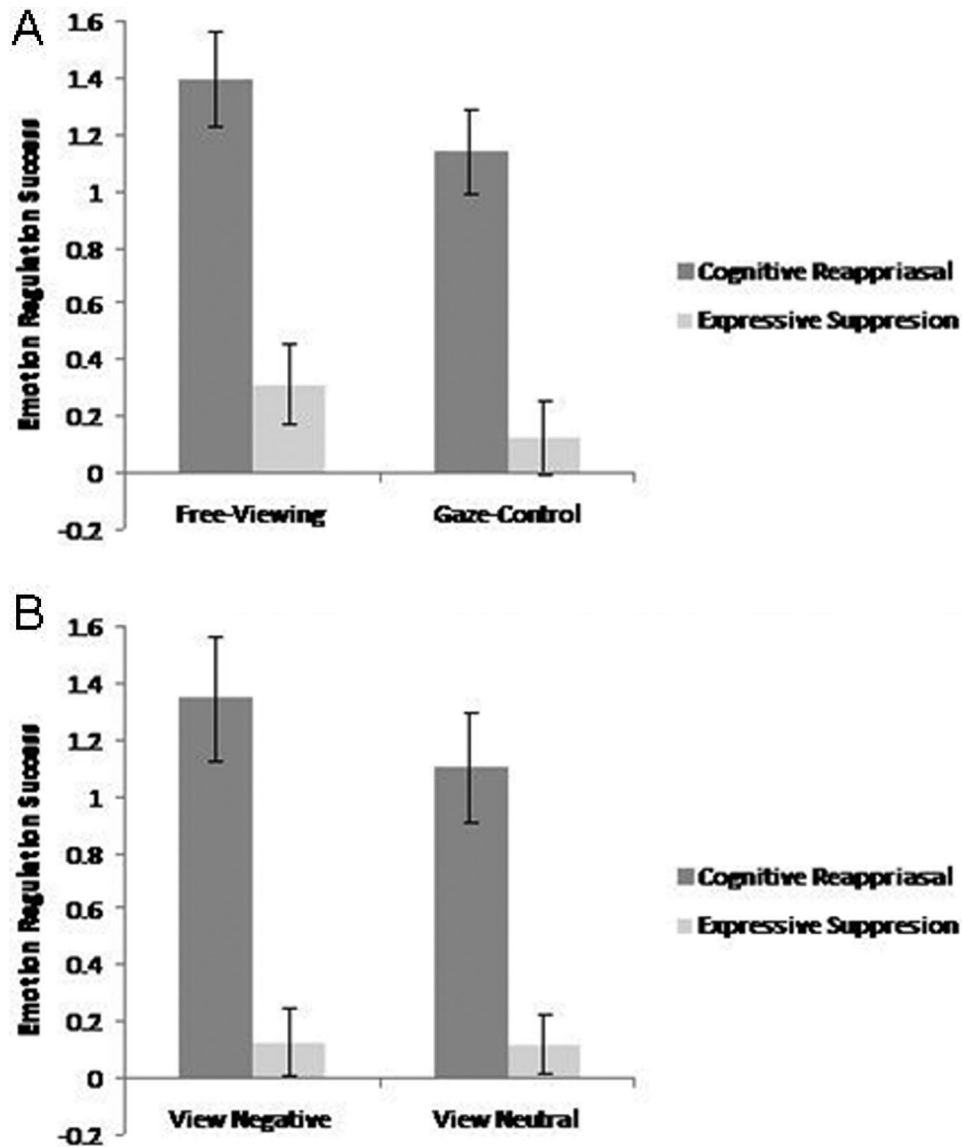 A
Emotion Regulation Success
1.6
1.4
1.2
1
0.8
0.6
0.4
0.2
0
-0.2
Free-Viewing
Gaze-Control
Cognitive Reappriasal
Expressive Suppresion
B
Emotion Regulation Success
1.6
1.4
1.2
1
0.8
0.6
0.4
0.2
0
-0.2
View Negative
View Neutral
Cognitive Reappriasal
Expressive Suppresion